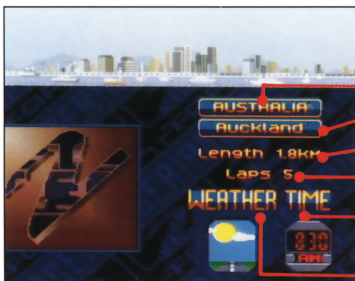 AUSTRALIA
Auckland
Length 1.8KM
Laps 5
WEATHER TIME
8:30
AM